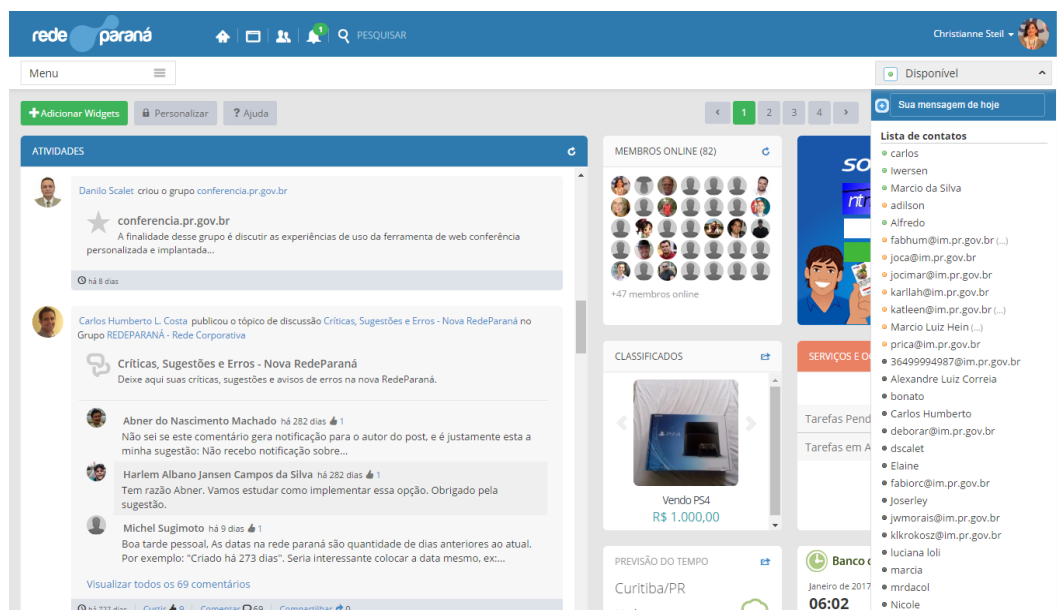 rede paraná
1
PESQUISAR
Christianne Steil
Menu
Disponível
Adicionar Widgets
Personalizar
? Ajuda
‹ 1 2 3 4 ›
Sua mensagem de hoje
ATIVIDADES
Danilo Scalet criou o grupo conferencia.pr.gov.br
conferencia.pr.gov.br
A finalidade desse grupo é discutir as experiências de uso da ferramenta de web conferência
personalizada e implantada...
há 8 dias
Carlos Humberto L. Costa publicou o tópico de discussão Críticas, Sugestões e Erros - Nova RedeParaná no
Grupo REDEPARANÁ - Rede Corporativa
Críticas, Sugestões e Erros - Nova RedeParaná
Deixe aqui suas críticas, sugestões e avisos de erros na nova RedeParaná.
Abner do Nascimento Machado há 282 dias 1
Não sei se este comentário gera notificação para o autor do post, e é justamente esta a
minha sugestão: Não recebo notificação sobre...
Harlem Albano Jansen Campos da Silva há 282 dias 1
Tem razão Abner. Vamos estudar como implementar essa opção. Obrigado pela
sugestão.
Michel Sugimoto há 9 dias 1
Boa tarde pessoal, As datas na rede paraná são quantidade de dias anteriores ao atual.
Por exemplo: "Criado há 273 dias". Seria interessante colocar a data mesmo, ex:...
Visualizar todos os 69 comentários
Curtir 9 Comentar 69 Compartilhar 0
MEMBROS ONLINE (82)
+47 membros online
CLASSIFICADOS
Vendo PS4
R$ 1.000,00
PREVISÃO DO TEMPO
Curitiba/PR
SERVIÇOS E
Tarefas Pend
Tarefas em A
Banco
Janeiro de 2017
06:02
Lista de contatos
carlos
Iwersen
Marcio da Silva
adilson
Alfredo
fabhum@im.pr.gov.br (...)
joca@im.pr.gov.br
jocimar@im.pr.gov.br
karllah@im.pr.gov.br
katleen@im.pr.gov.br (...)
Marcio Luiz Hein (...)
prica@im.pr.gov.br
36499994987@im.pr.gov.br
Alexandre Luiz Correia
bonato
Carlos Humberto
deborar@im.pr.gov.br
dscalet
Elaine
fabiorc@im.pr.gov.br
Joserley
jwmorais@im.pr.gov.br
klkrokosz@im.pr.gov.br
luciana loli
marcia
mrdacol
Nicole